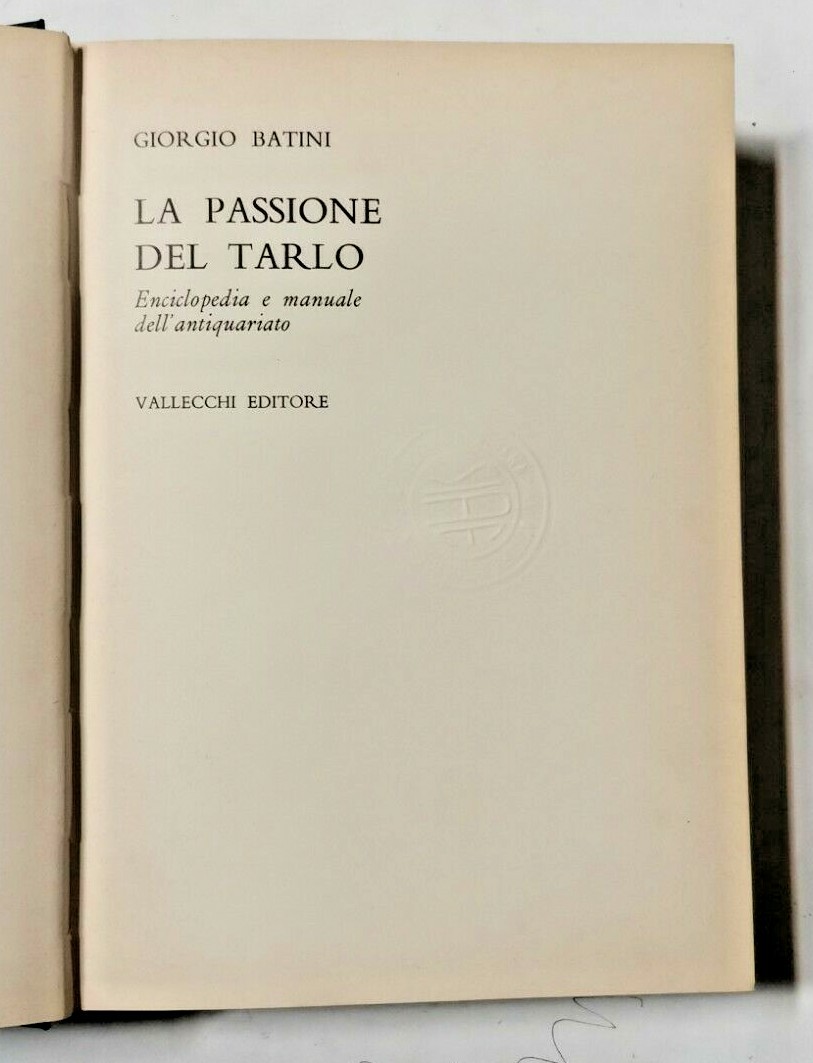 GIORGIO BATINI
LA PASSIONE
DEL TARLO
Enciclopedia e manuale
dell'antiquariato
VALLECCHI EDITORE